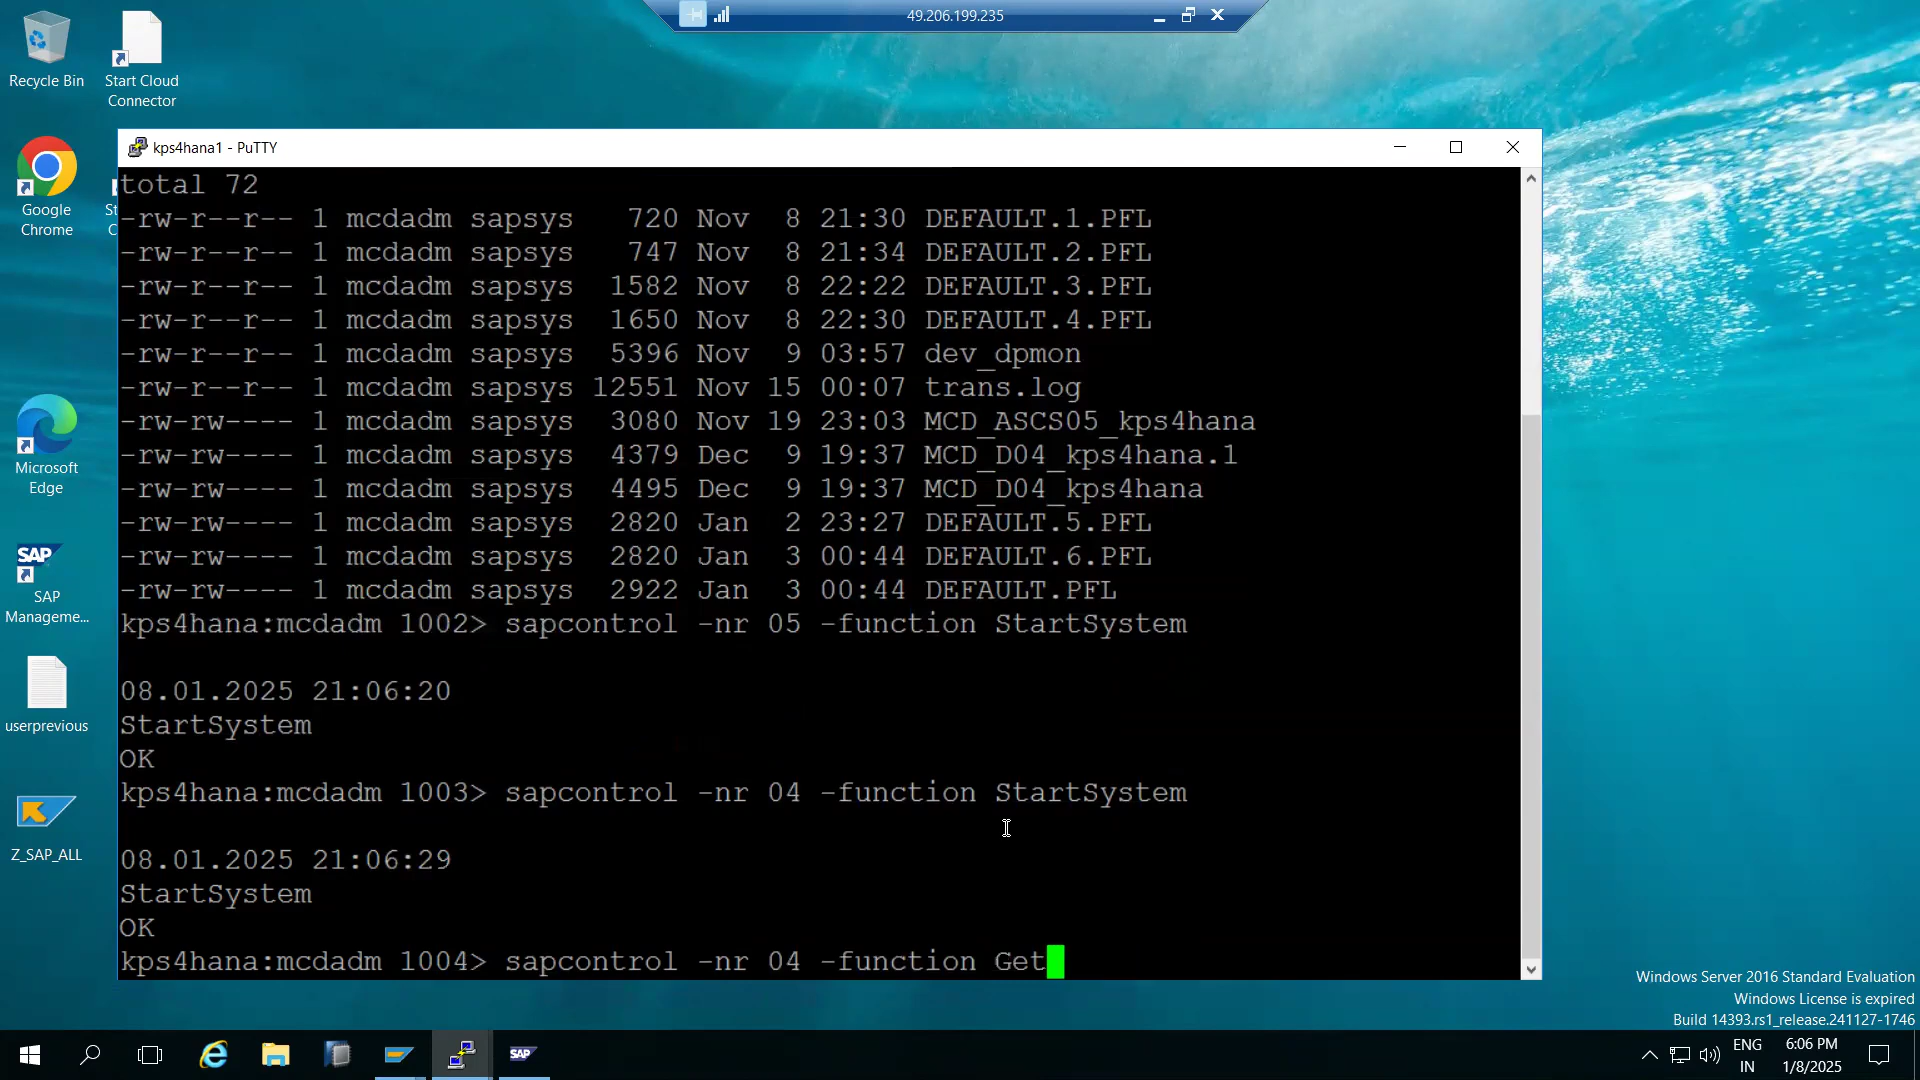 49.206.199.235
Recycle Bin
Start Cloud
Connector
Google
Chrome
Microsoft
Edge
SAP
SAP
Manageme...
userprevious
Z_SAP_ALL
kps4hana1 - PuTTY
total 72
-rw-r--r-- 1 mcdadm sapsys   720 Nov  8 21:30 DEFAULT.1.PFL
-rw-r--r-- 1 mcdadm sapsys   747 Nov  8 21:34 DEFAULT.2.PFL
-rw-r--r-- 1 mcdadm sapsys  1582 Nov  8 22:22 DEFAULT.3.PFL
-rw-r--r-- 1 mcdadm sapsys  1650 Nov  8 22:30 DEFAULT.4.PFL
-rw-r--r-- 1 mcdadm sapsys  5396 Nov  9 03:57 dev_dpmon
-rw-r--r-- 1 mcdadm sapsys 12551 Nov 15 00:07 trans.log
-rw-rw---- 1 mcdadm sapsys  3080 Nov 19 23:03 MCD_ASCS05_kps4hana
-rw-rw---- 1 mcdadm sapsys  4379 Dec  9 19:37 MCD_D04_kps4hana.1
-rw-rw---- 1 mcdadm sapsys  4495 Dec  9 19:37 MCD_D04_kps4hana
-rw-rw---- 1 mcdadm sapsys  2820 Jan  2 23:27 DEFAULT.5.PFL
-rw-rw---- 1 mcdadm sapsys  2820 Jan  3 00:44 DEFAULT.6.PFL
-rw-rw---- 1 mcdadm sapsys  2922 Jan  3 00:44 DEFAULT.PFL
kps4hana:mcdadm 1002> sapcontrol -nr 05 -function StartSystem
08.01.2025 21:06:20
StartSystem
OK
kps4hana:mcdadm 1003> sapcontrol -nr 04 -function StartSystem
08.01.2025 21:06:29
StartSystem
OK
kps4hana:mcdadm 1004> sapcontrol -nr 04 -function Get
Windows Server 2016 Standard Evaluation
Windows License is expired
Build 14393.rs1_release.241127-1746
SAP
ENG
IN
6:06 PM
1/8/2025